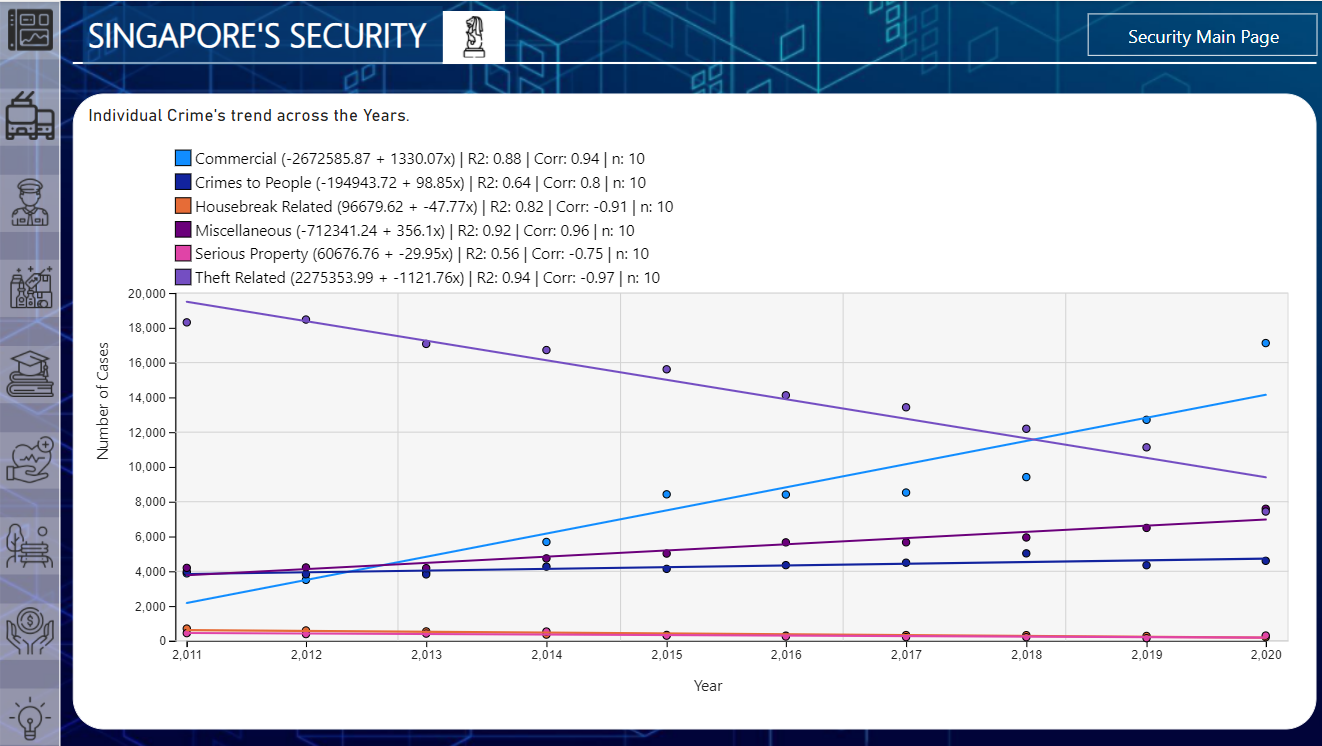 SINGAPORE'S SECURITY
Security Main Page
Individual Crime's trend across the Years.
Commercial (-2672585.87 + 1330.07x) | R2: 0.88 | Corr: 0.94 | n: 10
Crimes to People (-194943.72 + 98.85x) | R2: 0.64 | Corr: 0.8 | n: 10
Housebreak Related (96679.62 + -47.77x) | R2: 0.82 | Corr: -0.91 | n: 10
Miscellaneous (-712341.24 + 356.1x) | R2: 0.92 | Corr: 0.96 | n: 10
Serious Property (60676.76 + -29.95x) | R2: 0.56 | Corr: -0.75 | n: 10
Theft Related (2275353.99 + -1121.76x) | R2: 0.94 | Corr: -0.97 | n: 10
20,000
18,000
16,000
14,000
12,000
10,000
8,000
6,000
4,000
2,000
0
Number of Cases
2,011 2,012 2,013 2,014 2,015 2,016 2,017 2,018 2,019 2,020
Year